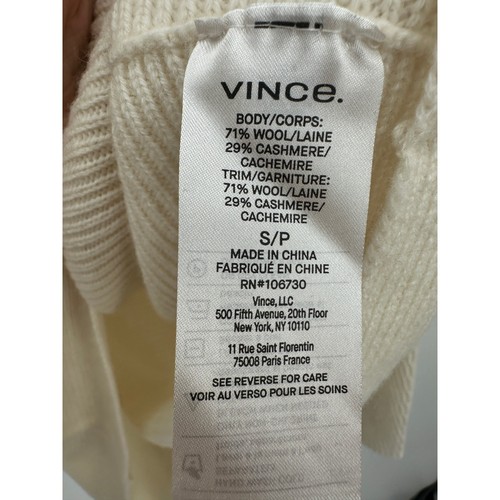 VINCE.
BODY/CORPS:
71% WOOL/LAINE
29% CASHMERE/
CACHEMIRE
TRIM/GARNITURE:
71% WOOL/LAINE
29% CASHMERE/
CACHEMIRE
S/P
MADE IN CHINA
FABRIQUÉ EN CHINE
RN#106730
Vince, LLC
500 Fifth Avenue, 20th Floor
New York, NY 10110
11 Rue Saint Florentin
75008 Paris France
SEE REVERSE FOR CARE
VOIR AU VERSO POUR LES SOINS